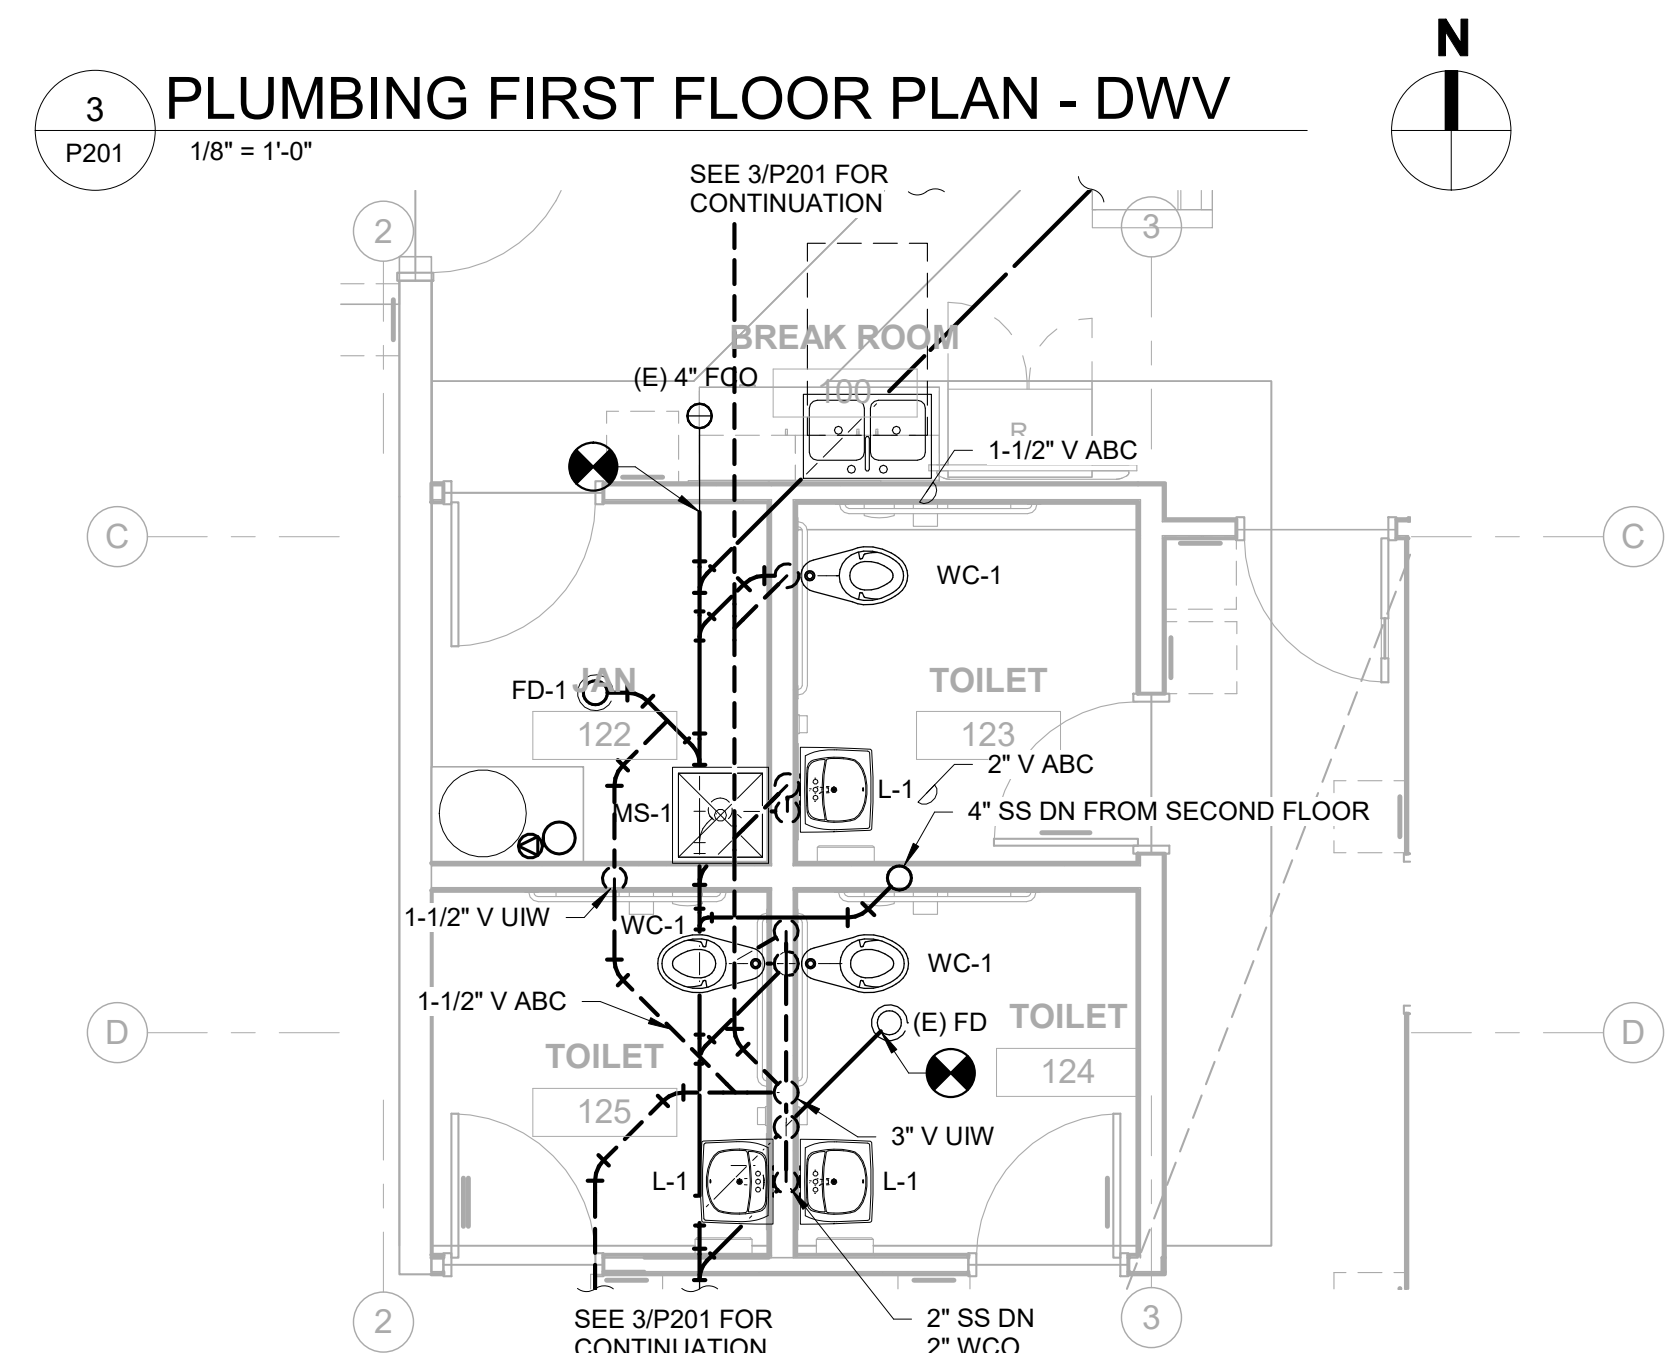 N
3
PLUMBING FIRST FLOOR PLAN - DWV
P201
1/8" = 1'-0"
SEE 3/P201 FOR
CONTINUATION
2
3
BREAK ROOM
(E) 4" FCO
100
R
1-1/2" V ABC
C
C
WC-1
FD-1
JAN
TOILET
122
123
2" V ABC
L-1
MS-1
4" SS DN FROM SECOND FLOOR
1-1/2" V UIW
WC-1
WC-1
1-1/2" V ABC
(E) FD
TOILET
D
D
TOILET
124
125
3" V UIW
L-1
L-1
SEE 3/P201 FOR
CONTINUATION
2" SS DN
2" WCO
2
3